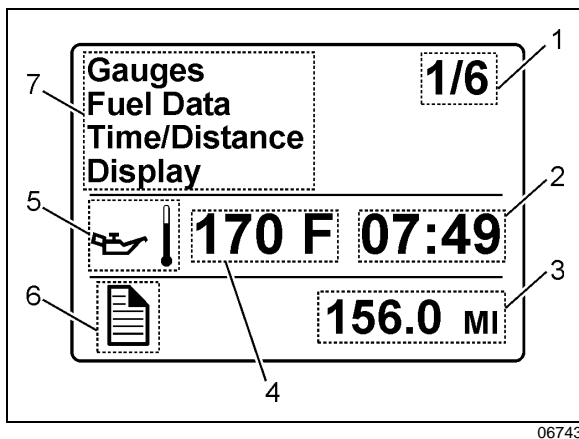 1
7
Gauges
1/6
Fuel Data
Time/Distance
Display
2
5
170 F
07:49
3
6
156.0 MI
4
06743